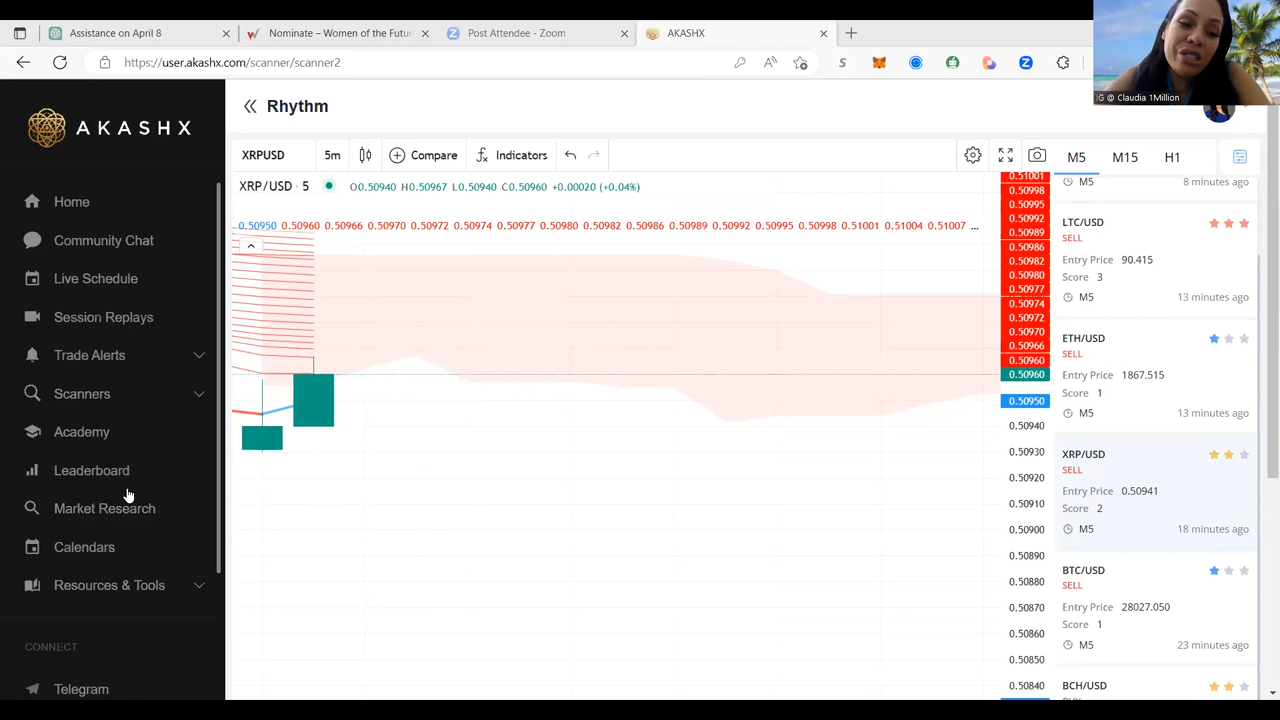 Assistance on April 8
Nominate – Women of the Futu
Post Attendee - Zoom
AKASHX
https://user.akashx.com/scanner/scanner2
IG @ Claudia 1Million
AKASHX
Home
Community Chat
Live Schedule
Session Replays
Trade Alerts
Scanners
Academy
Leaderboard
Market Research
Calendars
Resources & Tools
CONNECT
Telegram
Rhythm
XRPUSD
5m
Compare
Indicators
XRP/USD · 5
O0.50940 H0.50967 L0.50940 C0.50960 +0.00020 (+0.04%)
0.50950 0.50960 0.50966 0.50970 0.50972 0.50974 0.50977 0.50980 0.50982 0.50986 0.50989 0.50992 0.50995 0.50998 0.51001 0.51004 0.51007 ...
0.51001
0.50998
0.50995
0.50992
0.50989
0.50986
0.50982
0.50980
0.50977
0.50974
0.50972
0.50970
0.50966
0.50960
0.50960
0.50950
0.50940
0.50930
0.50920
0.50910
0.50900
0.50890
0.50880
0.50870
0.50860
0.50850
0.50840
M5 M15 H1
M5 8 minutes ago
LTC/USD
SELL
Entry Price 90.415
Score 3
M5 13 minutes ago
ETH/USD
SELL
Entry Price 1867.515
Score 1
M5 13 minutes ago
XRP/USD
SELL
Entry Price 0.50941
Score 2
M5 18 minutes ago
BTC/USD
SELL
Entry Price 28027.050
Score 1
M5 23 minutes ago
BCH/USD